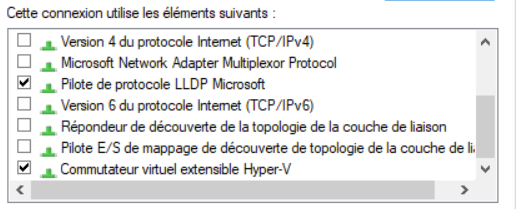 Cette connexion utilise les éléments suivants :
Version 4 du protocole Internet (TCP/IPv4)
Microsoft Network Adapter Multiplexor Protocol
Pilote de protocole LLDP Microsoft
Version 6 du protocole Internet (TCP/IPv6)
Répondeur de découverte de la topologie de la couche de liaison
Pilote E/S de mappage de découverte de topologie de la couche de
Commutateur virtuel extensible Hyper-V